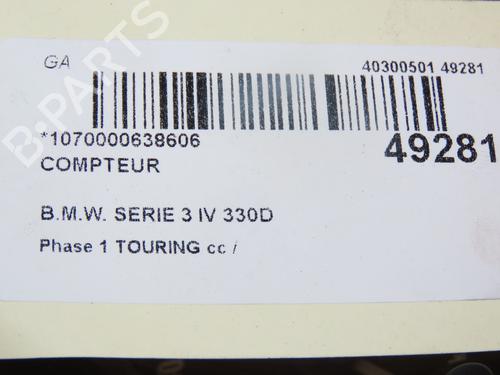 GA
40300501 49281
*1070000638606
49281
COMPTEUR
B.M.W. SERIE 3 IV 330D
Phase 1 TOURING cc /
B-PARTS